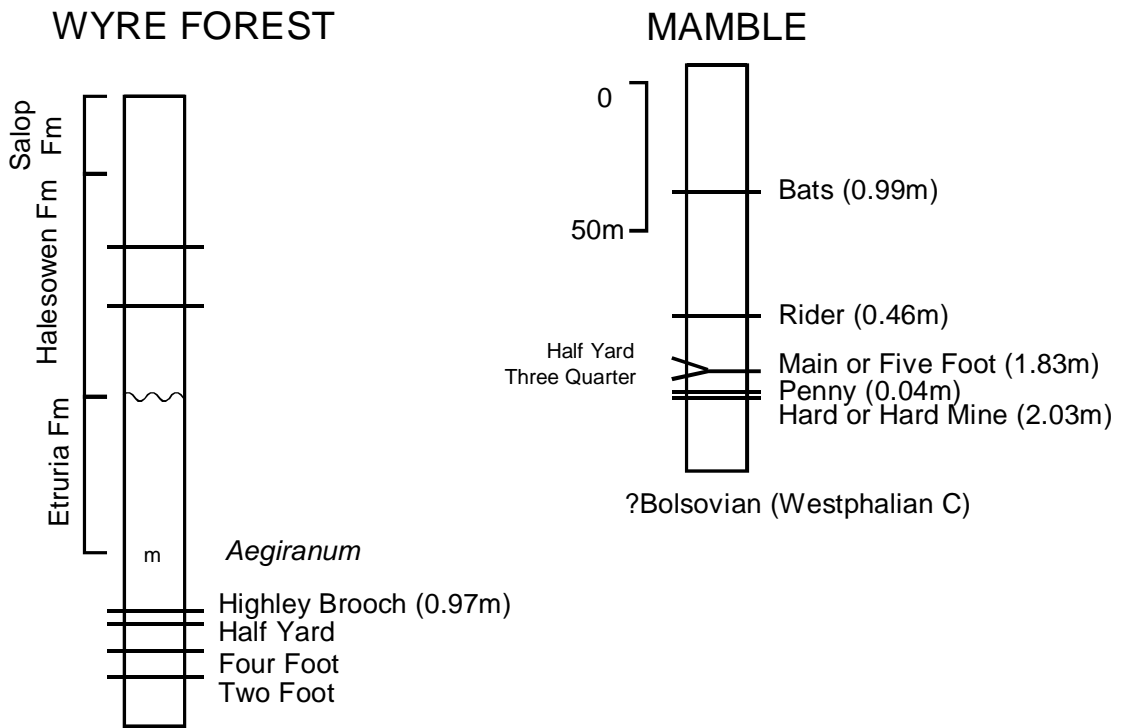 WYRE FOREST
Salop
Fm
Halesowen Fm
Etruria Fm
m
Aegiranum
Highley Brooch (0.97m)
Half Yard
Four Foot
Two Foot
MAMBLE
0
50m
Bats (0.99m)
Rider (0.46m)
Half Yard
Three Quarter
Main or Five Foot (1.83m)
Penny (0.04m)
Hard or Hard Mine (2.03m)
?Bolsovian (Westphalian C)